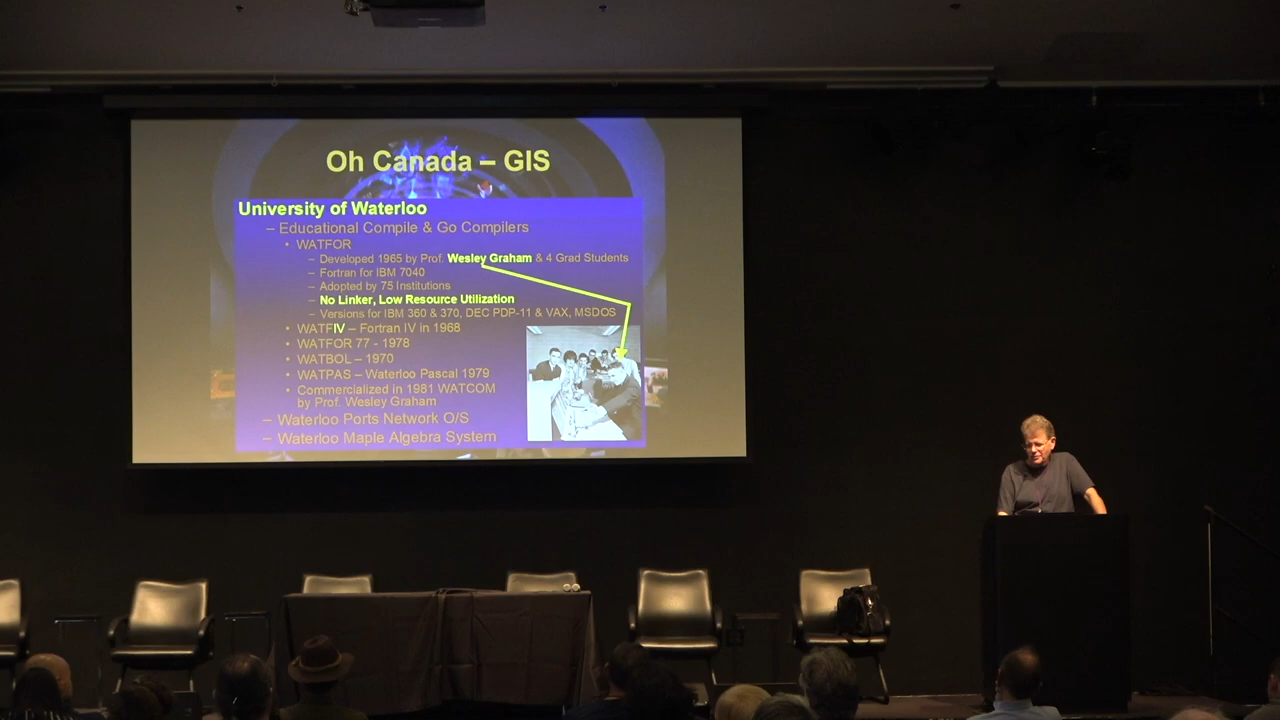 Oh Canada – GIS
University of Waterloo
– Educational Compile & Go Compilers
• WATFOR
– Developed 1965 by Prof. Wesley Graham & 4 Grad Students
– Fortran for IBM 7040
– Adopted by 75 Institutions
– No Linker, Low Resource Utilization
– Versions for IBM 360 & 370, DEC PDP-11 & VAX, MSDOS
• WATFIV – Fortran IV in 1968
• WATFOR 77 - 1978
• WATBOL – 1970
• WATPAS – Waterloo Pascal 1979
• Commercialized in 1981 WATCOM
by Prof. Wesley Graham
– Waterloo Ports Network O/S
– Waterloo Maple Algebra System